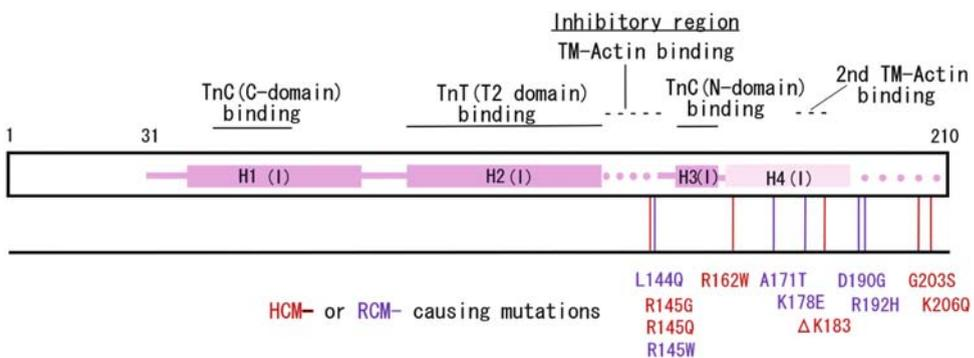 Inhibitory region
TM-Actin binding
TnC(C-domain)
binding
TnT(T2 domain)
binding
TnC(N-domain)
binding
2nd TM-Actin
binding
1
31
210
H1 (I)
H2 (I)
H3(I)
H4 (I)
L144Q
R162W
A171T
D190G
G203S
R145G
K178E
R192H
K206Q
HCM- or RCM- causing mutations
R145Q
ΔK183
R145W